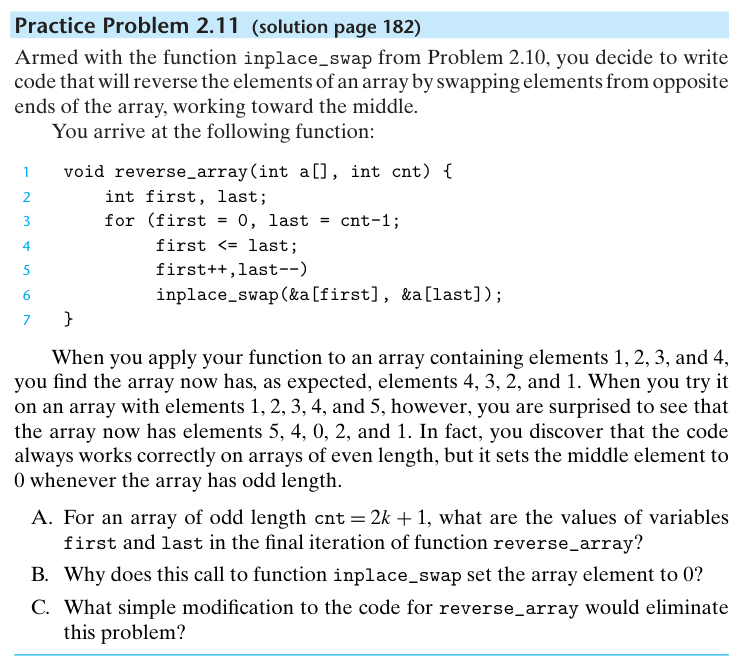 Practice Problem 2.11 (solution page 182)
Armed with the function inplace_swap from Problem 2.10, you decide to write
code that will reverse the elements of an array by swapping elements from opposite
ends of the array, working toward the middle.
You arrive at the following function:
1 void reverse_array(int a[], int cnt) {
2 int first, last;
3 for (first = 0, last = cnt-1;
4 first <= last;
5 first++,last--)
6 inplace_swap(&a[first], &a[last]);
7 }
When you apply your function to an array containing elements 1, 2, 3, and 4,
you find the array now has, as expected, elements 4, 3, 2, and 1. When you try it
on an array with elements 1, 2, 3, 4, and 5, however, you are surprised to see that
the array now has elements 5, 4, 0, 2, and 1. In fact, you discover that the code
always works correctly on arrays of even length, but it sets the middle element to
0 whenever the array has odd length.
A. For an array of odd length cnt = 2k + 1, what are the values of variables
first and last in the final iteration of function reverse_array?
B. Why does this call to function inplace_swap set the array element to 0?
C. What simple modification to the code for reverse_array would eliminate
this problem?